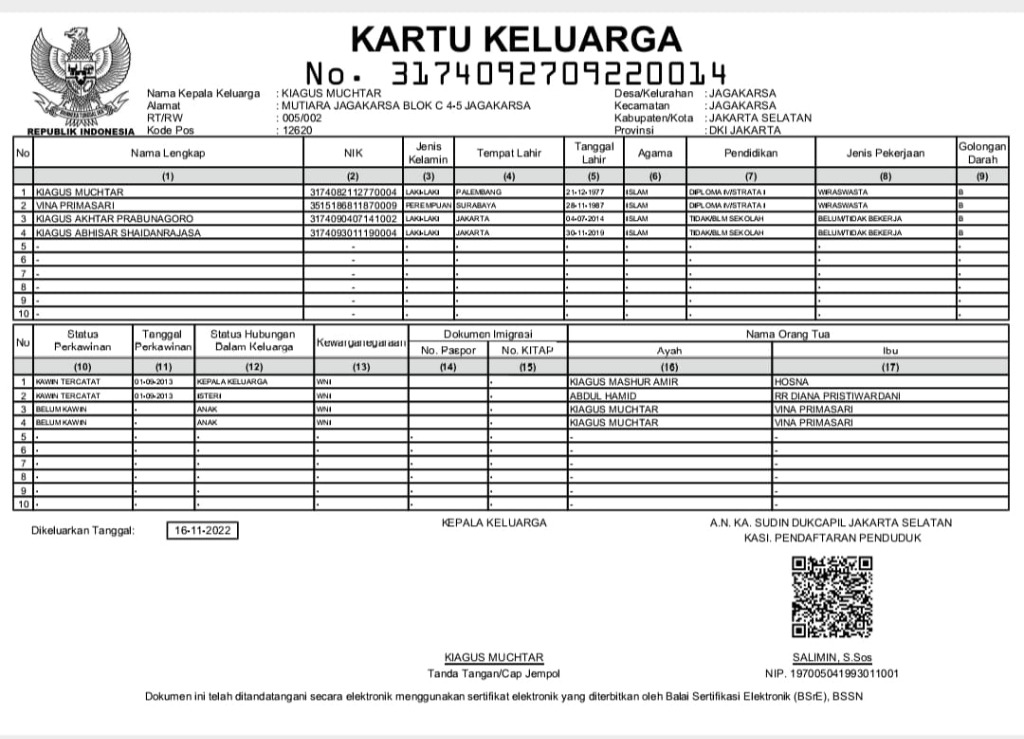 KARTU KELUARGA
No. 3174092709220014
REPUBLIK INDONESIA
Nama Kepala Keluarga : KIAGUS MUCHTAR
Alamat : MUTIARA JAGAKARSA BLOK C 4-5 JAGAKARSA
RT/RW : 005/002
Kode Pos : 12620
Desa/Kelurahan : JAGAKARSA
Kecamatan : JAGAKARSA
Kabupaten/Kota : JAKARTA SELATAN
Provinsi : DKI JAKARTA
No Nama Lengkap NIK Jenis Kelamin Tempat Lahir Tanggal Lahir Agama Pendidikan Jenis Pekerjaan Golongan Darah
(1) (2) (3) (4) (5) (6) (7) (8) (9)
1 KIAGUS MUCHTAR 3174082112770004 LAKI-LAKI PALEMBANG 21-12-1977 ISLAM DIPLOMA IV/STRATA I WIRASWASTA B
2 VINA PRIMASARI 3515186811870009 PEREMPUAN SURABAYA 28-11-1987 ISLAM DIPLOMA IV/STRATA I WIRASWASTA B
3 KIAGUS AKHTAR PRABUNAGORO 3174090407141002 LAKI-LAKI JAKARTA 04-07-2014 ISLAM TIDAK/BLM SEKOLAH BELUM/TIDAK BEKERJA B
4 KIAGUS ABHISAR SHAIDANRAJASA 3174093011190004 LAKI-LAKI JAKARTA 30-11-2019 ISLAM TIDAK/BLM SEKOLAH BELUM/TIDAK BEKERJA B
5 - - - - - - - - -
6 - - - - - - - - -
7 - - - - - - - - -
8 - - - - - - - - -
9 - - - - - - - - -
10 - - - - - - - - -
No Status Perkawinan Tanggal Perkawinan Status Hubungan Dalam Keluarga Kewarganegaraan Dokumen Imigrasi Nama Orang Tua
No. Paspor No. KITAP Ayah Ibu
(10) (11) (12) (13) (14) (15) (16) (17)
1 KAWIN TERCATAT 01-09-2013 KEPALA KELUARGA WNI - KIAGUS MASHUR AMIR HOSNA
2 KAWIN TERCATAT 01-09-2013 ISTERI WNI - ABDUL HAMID RR DIANA PRISTIWARDANI
3 BELUM KAWIN - ANAK WNI - KIAGUS MUCHTAR VINA PRIMASARI
4 BELUM KAWIN - ANAK WNI - KIAGUS MUCHTAR VINA PRIMASARI
5 - - - - - - - -
6 - - - - - - - -
7 - - - - - - - -
8 - - - - - - - -
9 - - - - - - - -
10 - - - - - - - -
Dikeluarkan Tanggal: 16-11-2022
KEPALA KELUARGA
KIAGUS MUCHTAR
Tanda Tangan/Cap Jempol
A.N. KA. SUDIN DUKCAPIL JAKARTA SELATAN
KASI. PENDAFTARAN PENDUDUK
SALIMIN, S.Sos
NIP. 197005041993011001
Dokumen ini telah ditandatangani secara elektronik menggunakan sertifikat elektronik yang diterbitkan oleh Balai Sertifikasi Elektronik (BSrE), BSSN